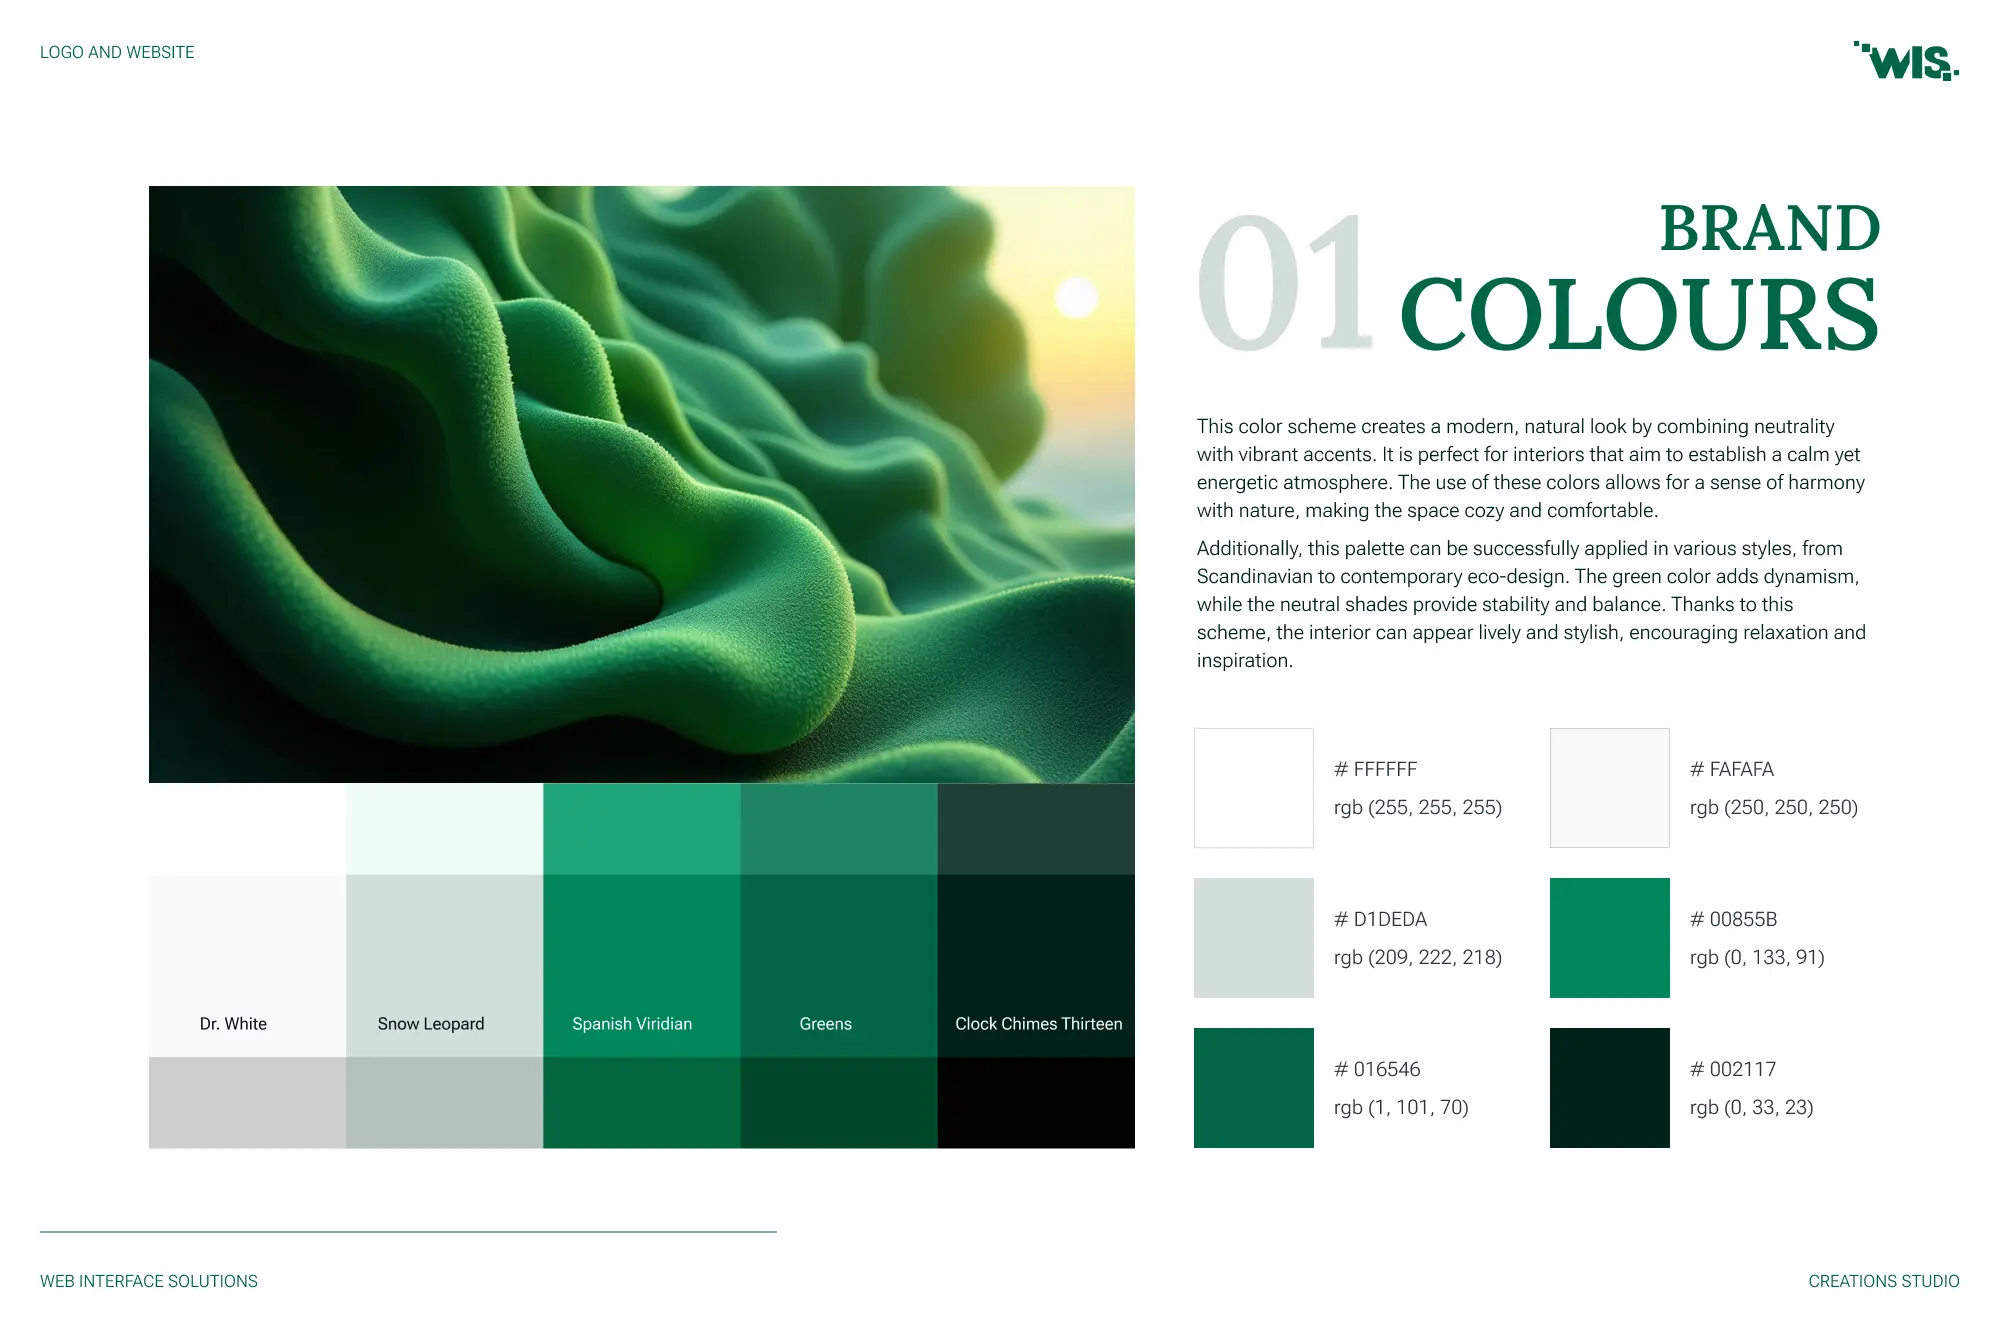 LOGO AND WEBSITE
WIS.
01
BRAND
COLOURS
This color scheme creates a modern, natural look by combining neutrality
with vibrant accents. It is perfect for interiors that aim to establish a calm yet
energetic atmosphere. The use of these colors allows for a sense of harmony
with nature, making the space cozy and comfortable.
Additionally, this palette can be successfully applied in various styles, from
Scandinavian to contemporary eco-design. The green color adds dynamism,
while the neutral shades provide stability and balance. Thanks to this
scheme, the interior can appear lively and stylish, encouraging relaxation and
inspiration.
Dr. White
Snow Leopard
Spanish Viridian
Greens
Clock Chimes Thirteen
# FFFFFF
rgb (255, 255, 255)
# FAFAFA
rgb (250, 250, 250)
# D1DEDA
rgb (209, 222, 218)
# 00855B
rgb (0, 133, 91)
# 016546
rgb (1, 101, 70)
# 002117
rgb (0, 33, 23)
WEB INTERFACE SOLUTIONS
CREATIONS STUDIO